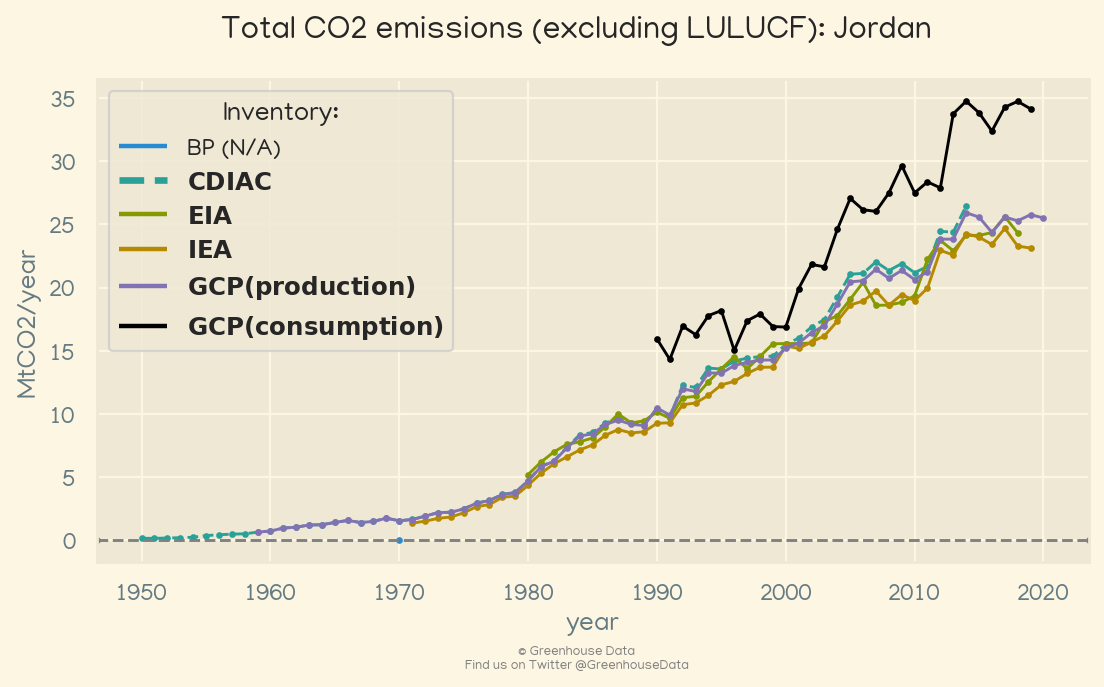 Total CO2 emissions (excluding LULUCF): Jordan
35
30
25
20
15
10
5
0
MtCO2/year
Inventory:
BP (N/A)
CDIAC
EIA
IEA
GCP(production)
GCP(consumption)
1950 1960 1970 1980 1990 2000 2010 2020
year
© Greenhouse Data
Find us on Twitter @GreenhouseData